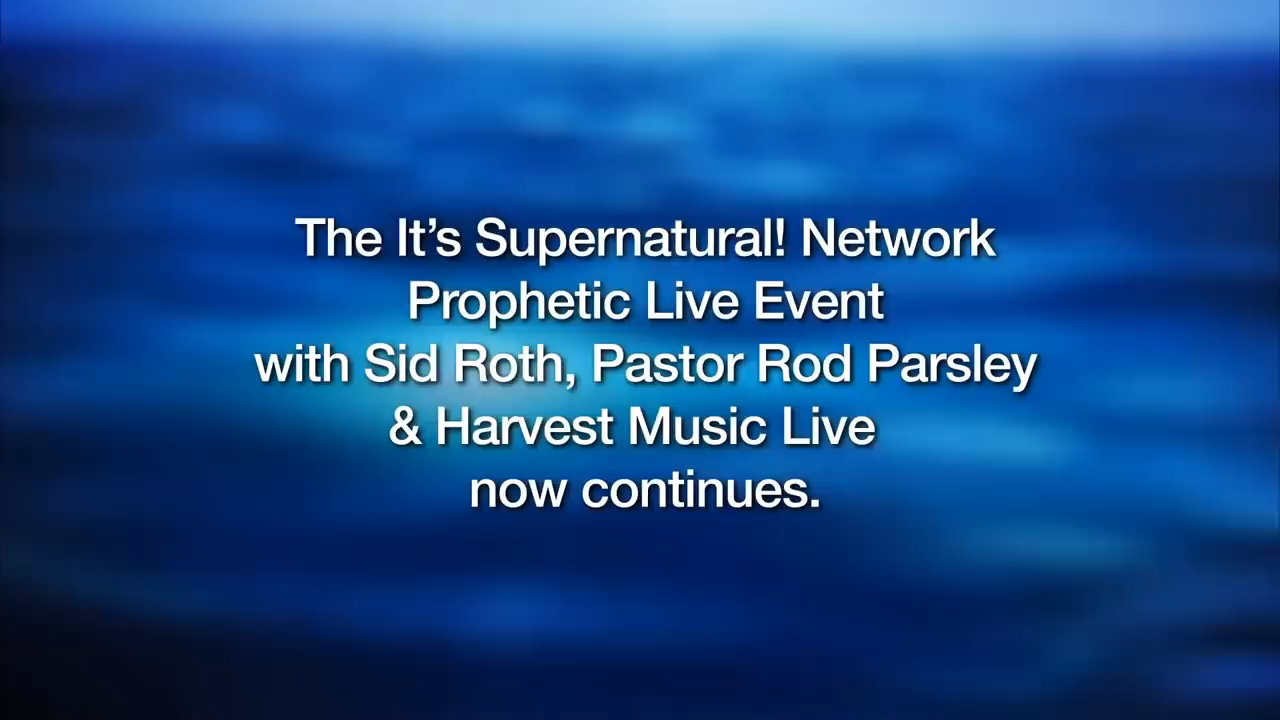 The It’s Supernatural! Network
Prophetic Live Event
with Sid Roth, Pastor Rod Parsley
& Harvest Music Live
now continues.